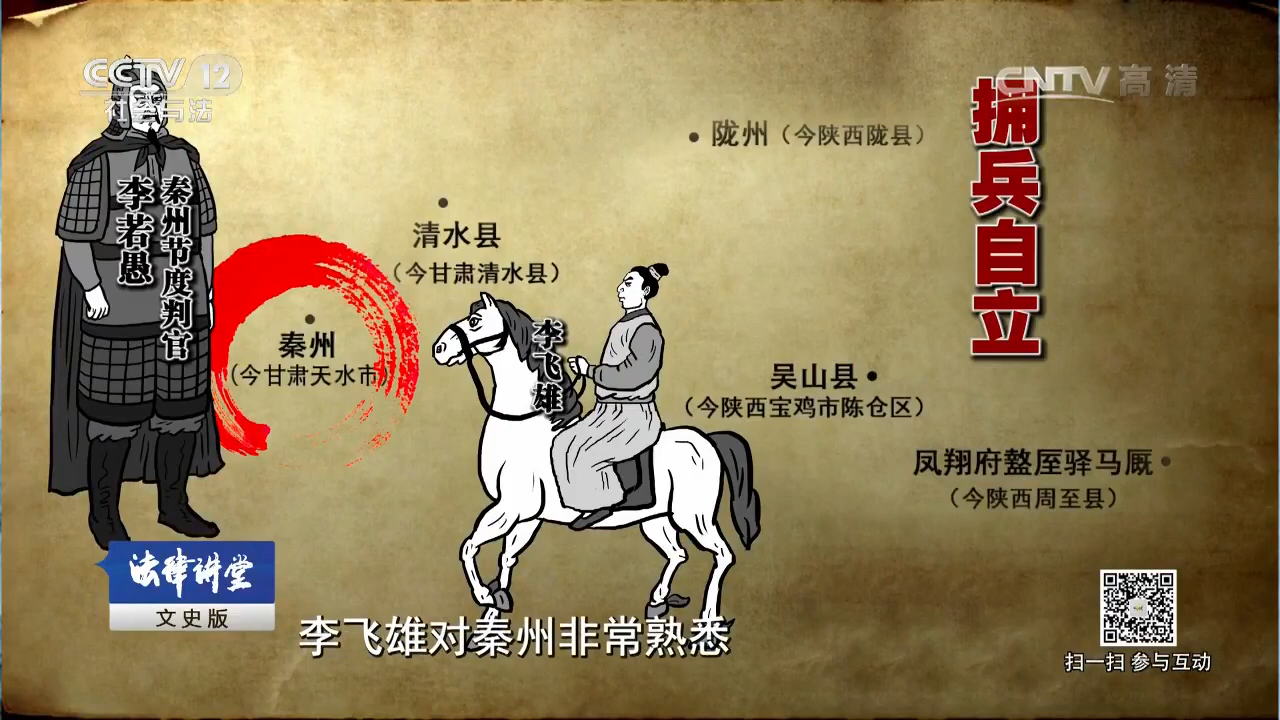 CCTV 12
社会与法
CNTV 高清
捕兵自立
陇州（今陕西陇县）
秦州节度判官
李若愚
清水县
（今甘肃清水县）
秦州
（今甘肃天水市）
李飞雄
吴山县
（今陕西宝鸡市陈仓区）
凤翔府盩厔驿马厩
（今陕西周至县）
法律讲堂
文史版
李飞雄对秦州非常熟悉
扫一扫 参与互动